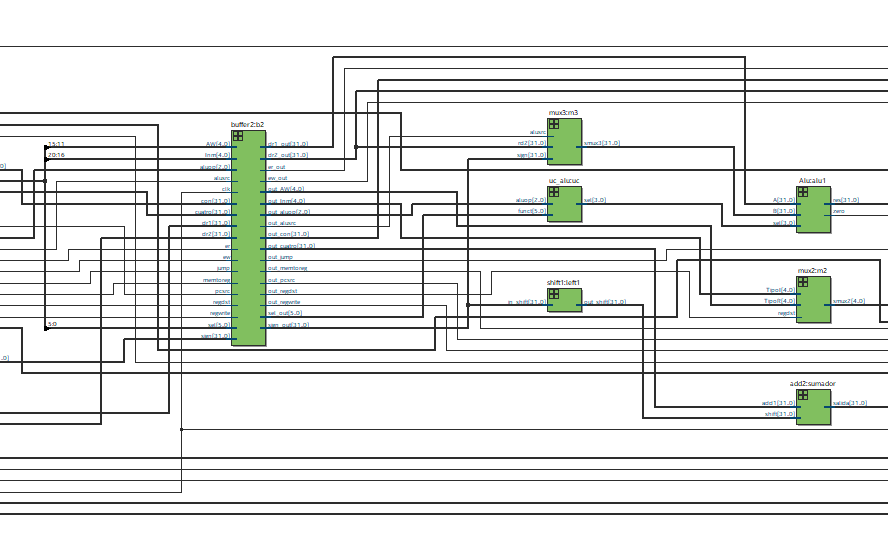 buffer2:b2
15:11
20:16
5:0
0]
.0]
AW[4.0]
Inm[4.0]
aluop[2.0]
alusrc
clk
con[31.0]
cuatro[31.0]
dr1[31.0]
dr2[31.0]
er
ew
jump
memtoreg
pcsrc
regdst
regwrite
sel[5.0]
sgn[31.0]
dr1_out[31.0]
dr2_out[31.0]
er_out
ew_out
out_AW[4.0]
out_Inm[4.0]
out_aluop[2.0]
out_alusrc
out_con[31.0]
out_cuatro[31.0]
out_jump
out_memtoreg
out_pcsrc
out_regdst
out_regwrite
sel_out[5.0]
sgn_out[31.0]
mux3:m3
alusrc
rd2[31.0]
sgn[31.0]
smux3[31.0]
uc_alu:uc
aluop[2.0]
funct[5.0]
sel[3.0]
shift1:left1
in_shift[31.0]
out_shift[31.0]
Alu:alu1
A[31.0]
B[31.0]
sel[3.0]
res[31.0]
zero
mux2:m2
TipoI[4.0]
TipoR[4.0]
regdst
smux2[4.0]
add2:sumador
add1[31.0]
shift[31.0]
salida[31.0]